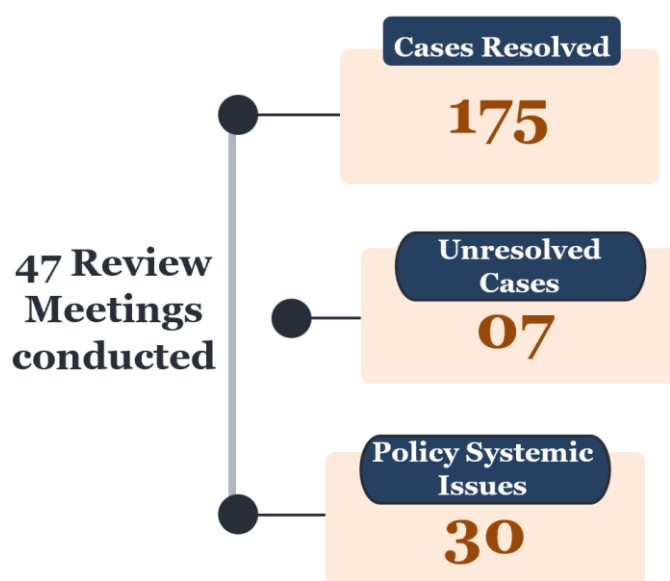 47 Review
Meetings
conducted
Cases Resolved
175
Unresolved
Cases
07
Policy Systemic
Issues
30